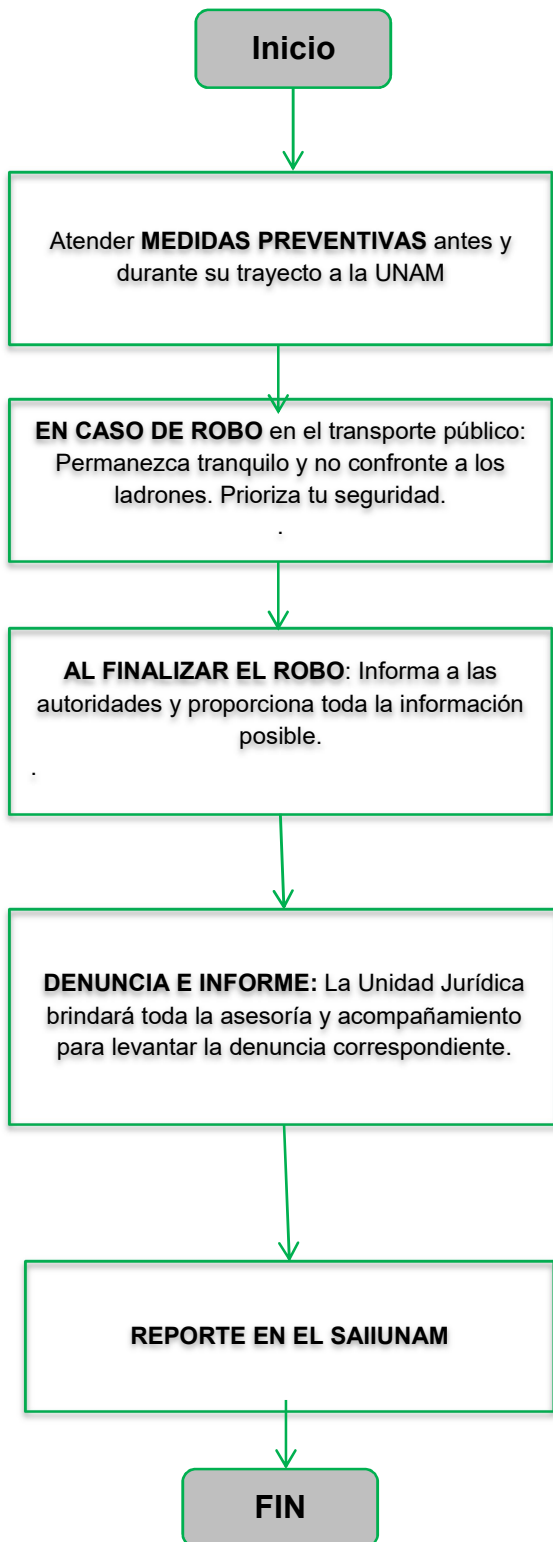 Inicio
Atender MEDIDAS PREVENTIVAS antes y
durante su trayecto a la UNAM
EN CASO DE ROBO en el transporte público:
Permanezca tranquilo y no confronte a los
ladrones. Prioriza tu seguridad.
.
AL FINALIZAR EL ROBO: Informa a las
autoridades y proporciona toda la información
posible.
.
DENUNCIA E INFORME: La Unidad Jurídica
brindará toda la asesoría y acompañamiento
para levantar la denuncia correspondiente.
REPORTE EN EL SAIIUNAM
FIN